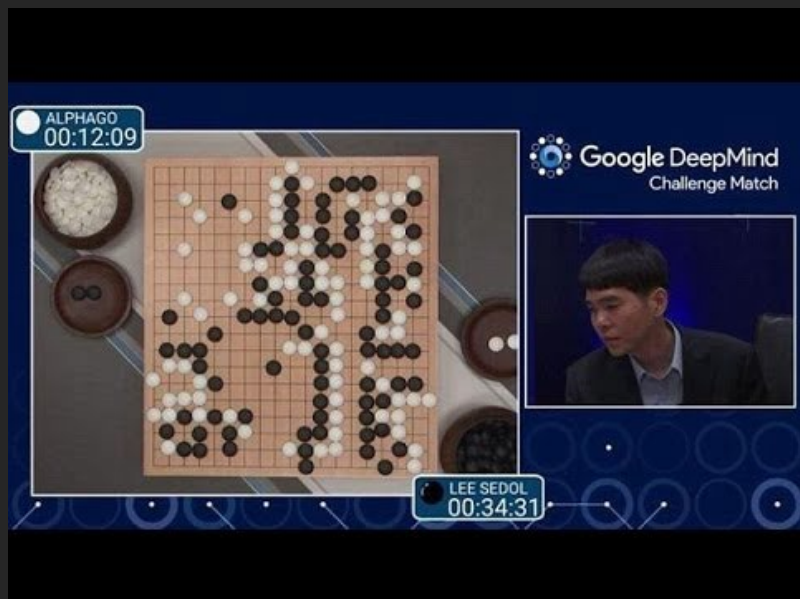 ALPHAGO
00:12:09
Google DeepMind
Challenge Match
LEE SEDOL
00:34:31